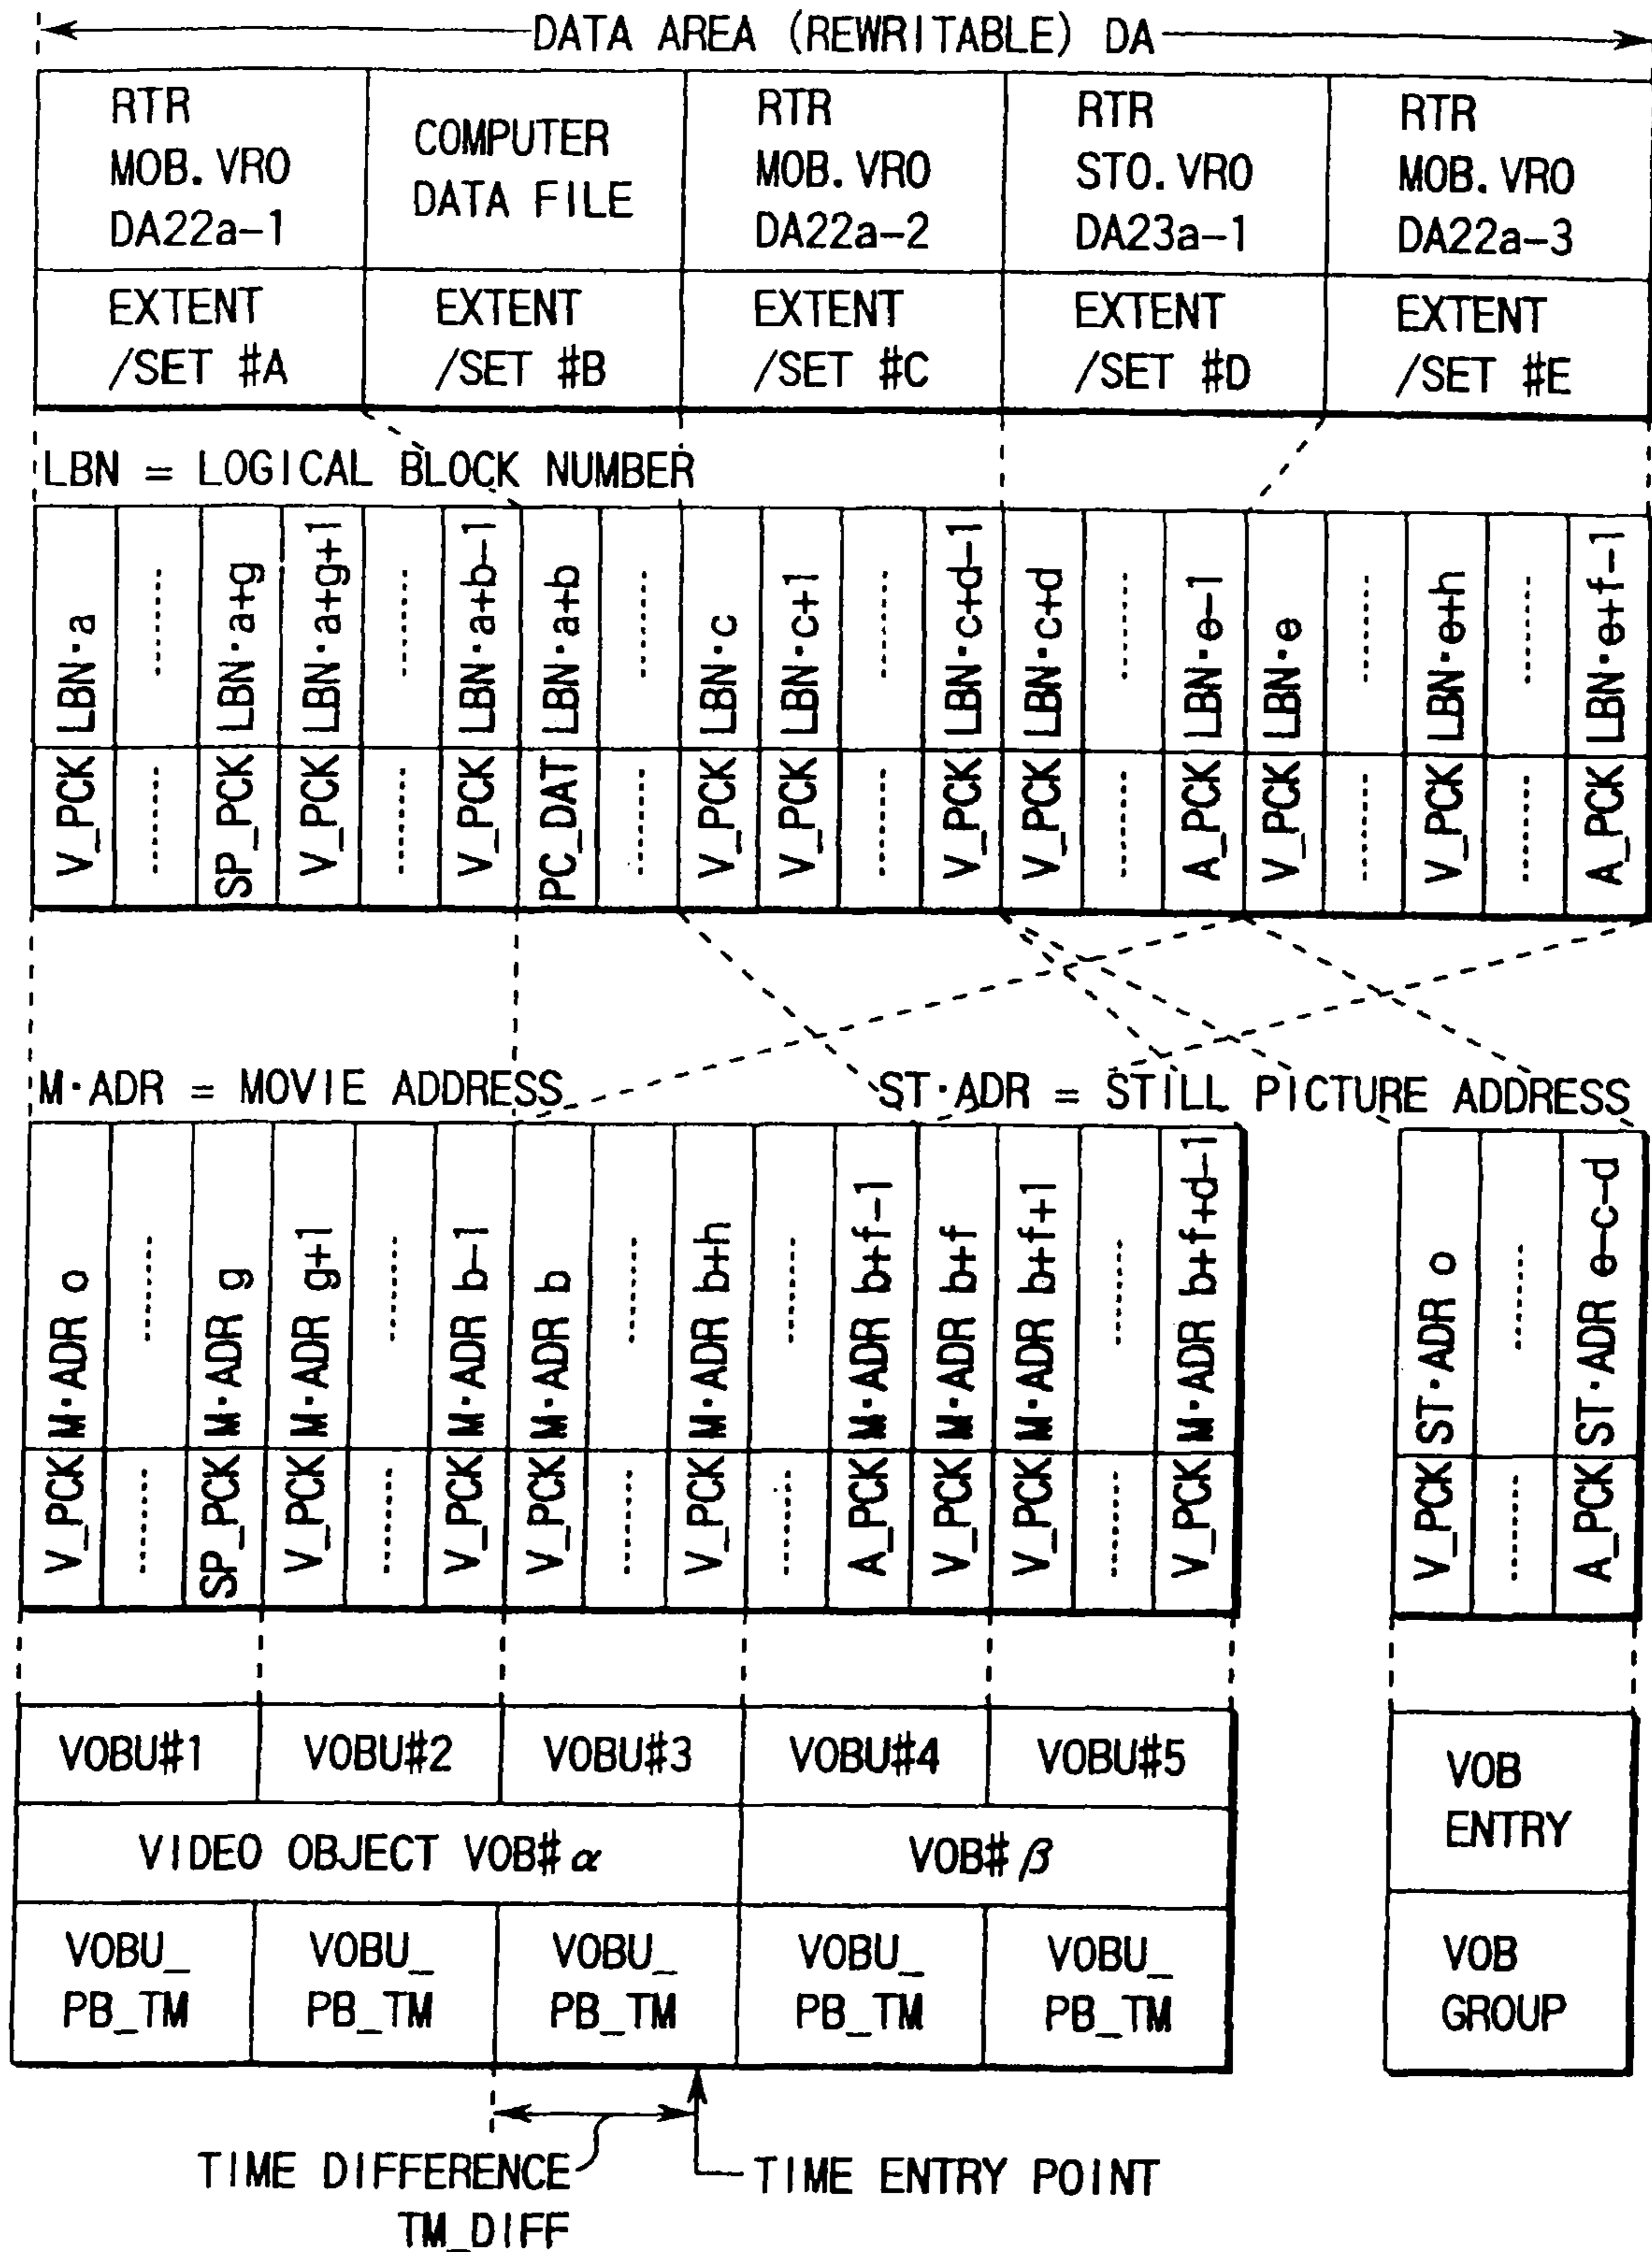 DATA AREA (REWRITABLE) DA
RTR
MOB.VRO
DA22a-1
COMPUTER
DATA FILE
RTR
MOB.VRO
DA22a-2
RTR
STO.VRO
DA23a-1
RTR
MOB.VRO
DA22a-3
EXTENT
/SET #A
EXTENT
/SET #B
EXTENT
/SET #C
EXTENT
/SET #D
EXTENT
/SET #E
LBN = LOGICAL BLOCK NUMBER
V_PCK LBN·a
SP_PCK LBN·a+g
V_PCK LBN·a+g+1
V_PCK LBN·a+b-1
PC_DAT LBN·a+b
V_PCK LBN·c
V_PCK LBN·c+1
V_PCK LBN·c+d-1
V_PCK LBN·c+d
A_PCK LBN·e-1
V_PCK LBN·e
V_PCK LBN·e+h
A_PCK LBN·e+f-1
M·ADR = MOVIE ADDRESS
ST·ADR = STILL PICTURE ADDRESS
V_PCK M·ADR o
SP_PCK M·ADR g
V_PCK M·ADR g+1
V_PCK M·ADR b-1
V_PCK M·ADR b
V_PCK M·ADR b+h
A_PCK M·ADR b+f-1
V_PCK M·ADR b+f
V_PCK M·ADR b+f+1
V_PCK M·ADR b+f+d-1
V_PCK ST·ADR o
A_PCK ST·ADR e-c-d
VOBU#1
VOBU#2
VOBU#3
VOBU#4
VOBU#5
VOB
ENTRY
VIDEO OBJECT VOB#α
VOB#β
VOBU_
PB_TM
VOBU_
PB_TM
VOBU_
PB_TM
VOBU_
PB_TM
VOBU_
PB_TM
VOB
GROUP
TIME DIFFERENCE
TM_DIFF
TIME ENTRY POINT